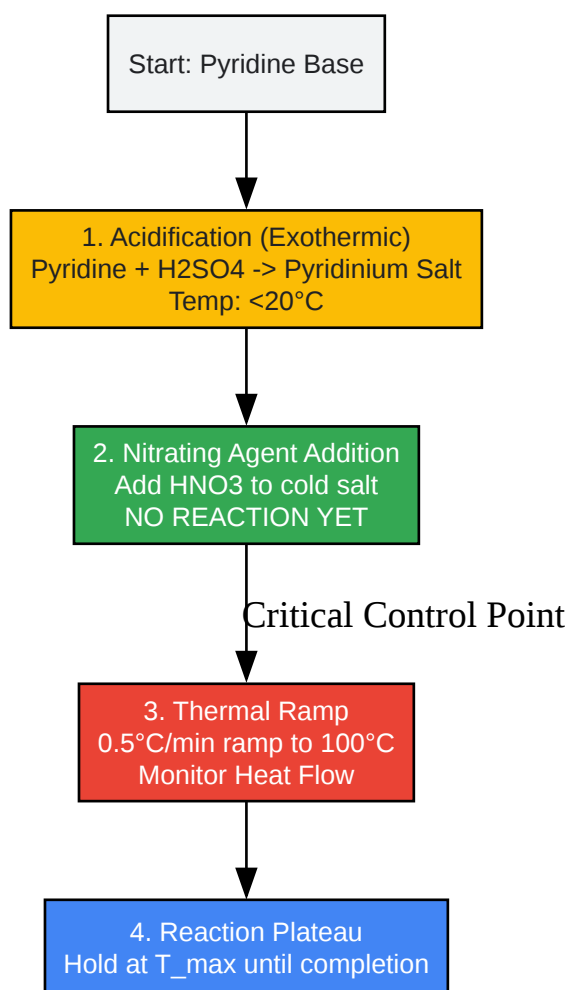 Start: Pyridine Base
1. Acidification (Exothermic)
Pyridine + H2SO4 -> Pyridinium Salt
Temp: <20°C
2. Nitrating Agent Addition
Add HNO3 to cold salt
NO REACTION YET
Critical Control Point
3. Thermal Ramp
0.5°C/min ramp to 100°C
Monitor Heat Flow
4. Reaction Plateau
Hold at T_max until completion